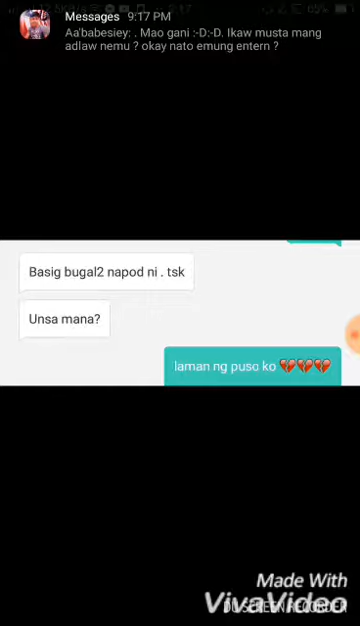 Messages 9:17 PM
Aa'babesiey: . Mao gani :-D:-D. Ikaw musta mang
adlaw nemu ? okay nato emung entern ?
Basig bugal2 napod ni . tsk
Unsa mana?
laman ng puso ko 💔💔💔
Made With
VivaVideo
DU SCREEN RECORDER